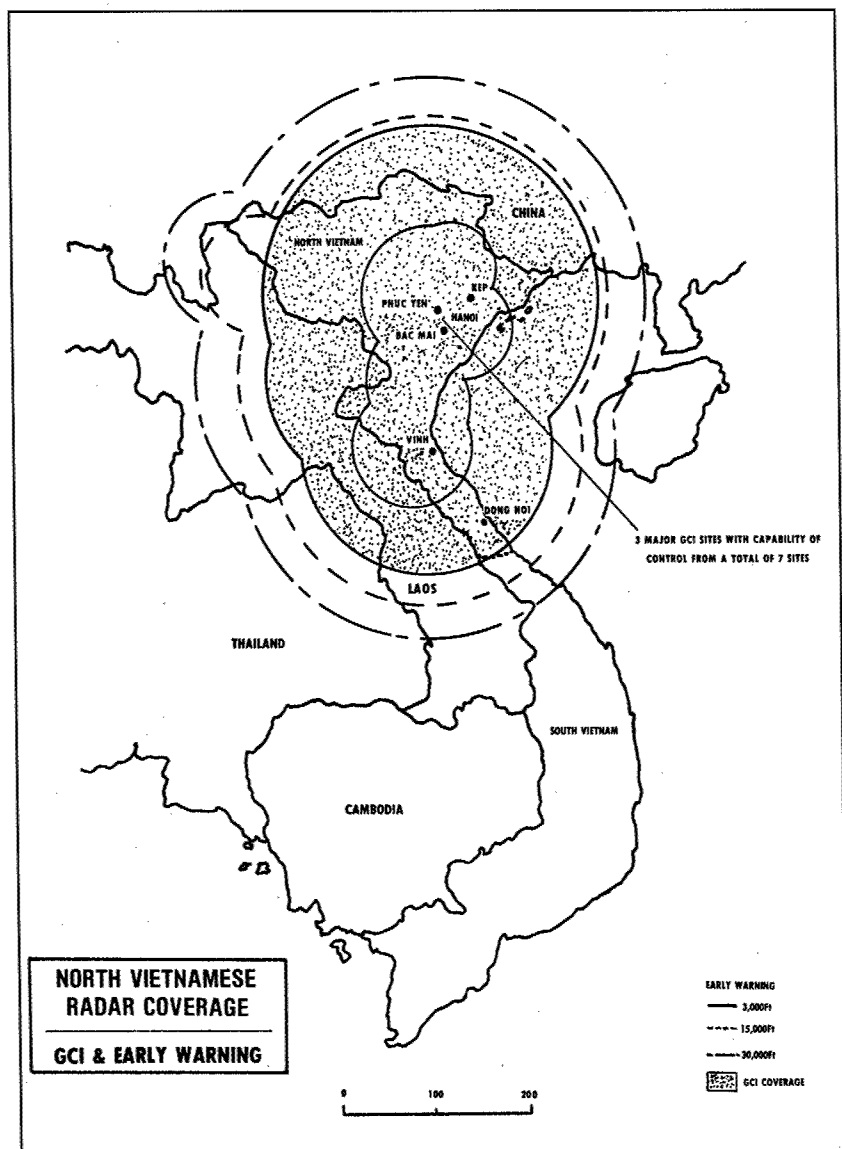 CHINA
NORTH VIETNAM
KEP
PHUC YEN
HANOI
BAC MAI
VINH
DONG HOI
3 MAJOR GCI SITES WITH CAPABILITY OF
CONTROL FROM A TOTAL OF 7 SITES
LAOS
THAILAND
SOUTH VIETNAM
CAMBODIA
NORTH VIETNAMESE
RADAR COVERAGE
GCI & EARLY WARNING
EARLY WARNING
3,000Ft
15,000Ft
30,000Ft
GCI COVERAGE
0 100 200